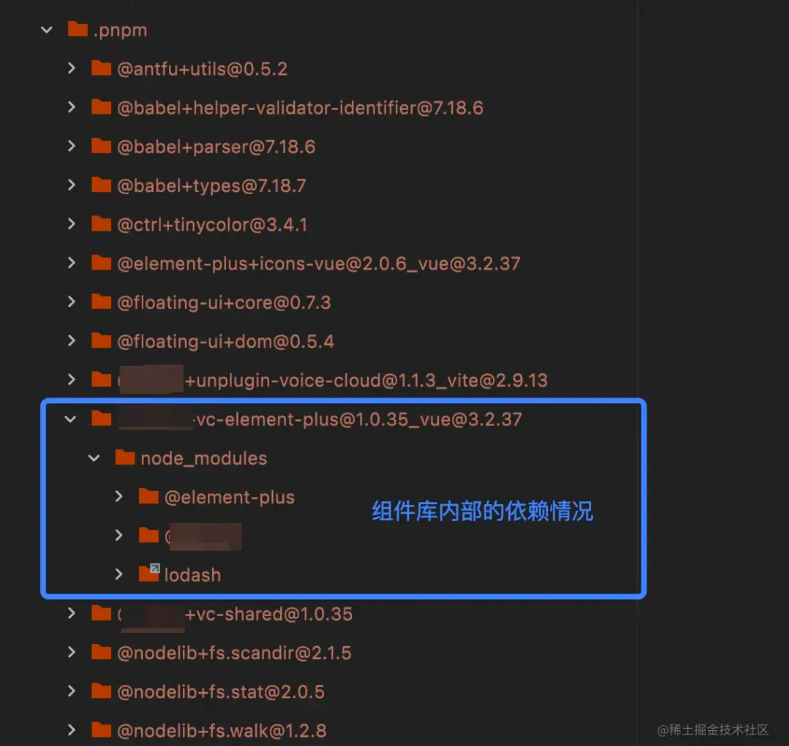 .pnpm
@antfu+utils@0.5.2
@babel+helper-validator-identifier@7.18.6
@babel+parser@7.18.6
@babel+types@7.18.7
@ctrl+tinycolor@3.4.1
@element-plus+icons-vue@2.0.6_vue@3.2.37
@floating-ui+core@0.7.3
@floating-ui+dom@0.5.4
+unplugin-voice-cloud@1.1.3_vite@2.9.13
-vc-element-plus@1.0.35_vue@3.2.37
node_modules
@element-plus
组件库内部的依赖情况
lodash
+vc-shared@1.0.35
@nodelib+fs.scandir@2.1.5
@nodelib+fs.stat@2.0.5
@nodelib+fs.walk@1.2.8
@稀土掘金技术社区